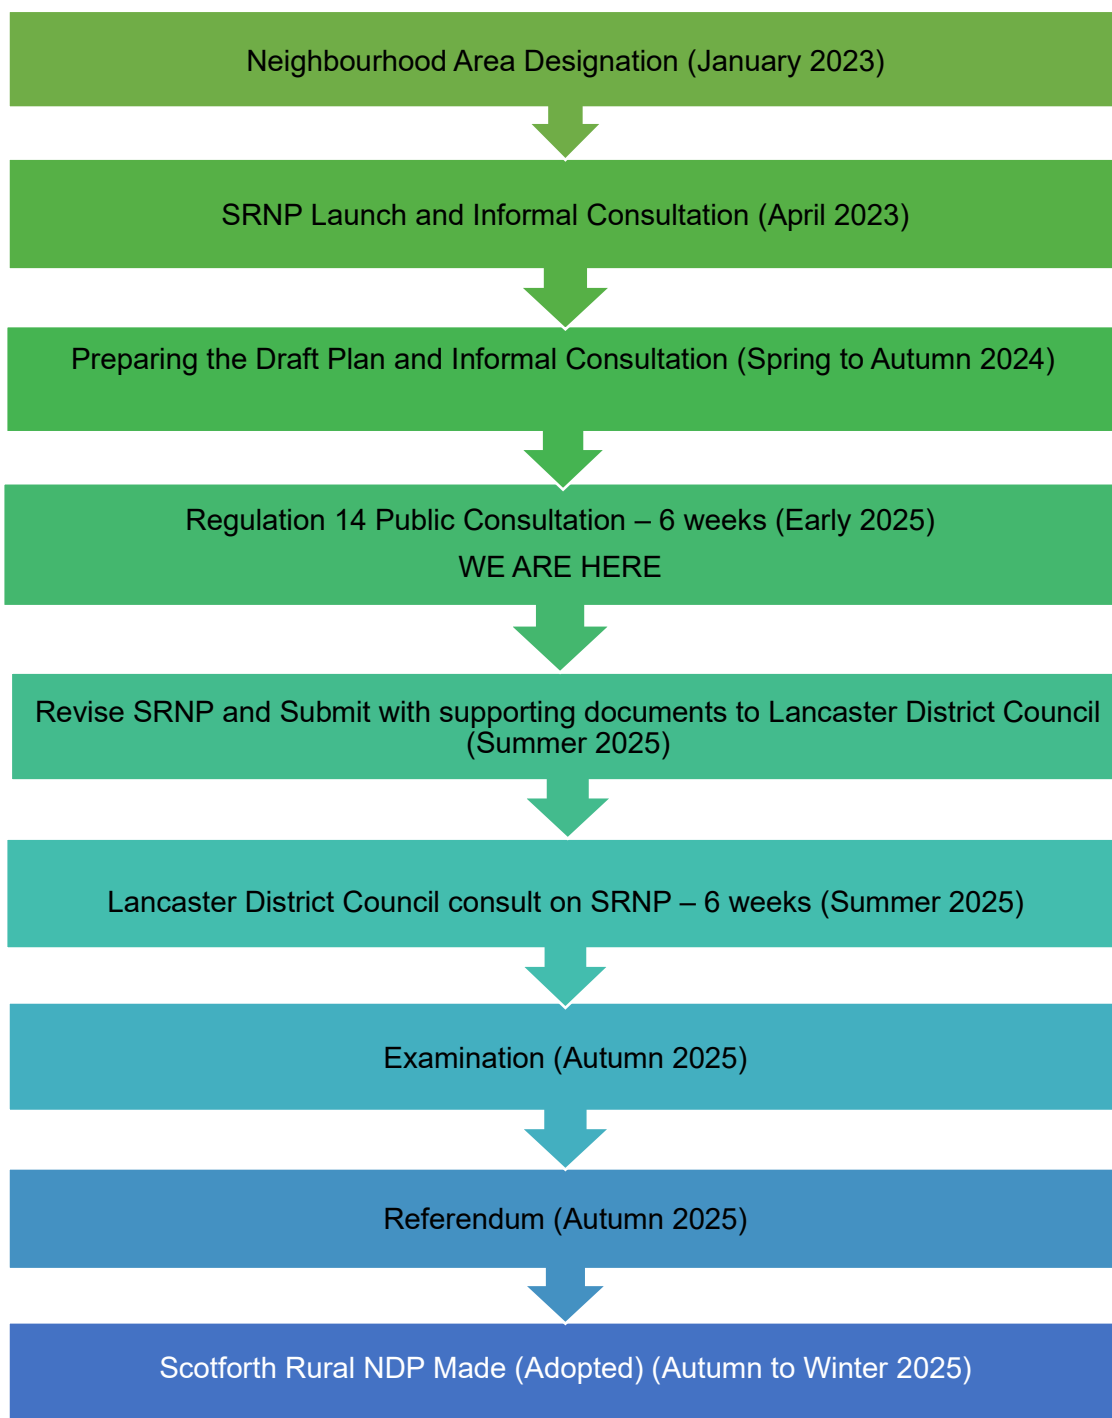 Neighbourhood Area Designation (January 2023)
SRNP Launch and Informal Consultation (April 2023)
Preparing the Draft Plan and Informal Consultation (Spring to Autumn 2024)
Regulation 14 Public Consultation – 6 weeks (Early 2025)
WE ARE HERE
Revise SRNP and Submit with supporting documents to Lancaster District Council
(Summer 2025)
Lancaster District Council consult on SRNP – 6 weeks (Summer 2025)
Examination (Autumn 2025)
Referendum (Autumn 2025)
Scotforth Rural NDP Made (Adopted) (Autumn to Winter 2025)